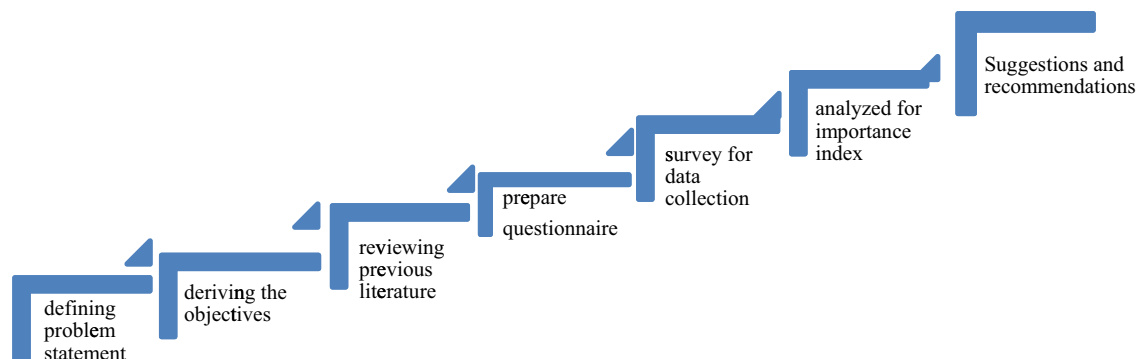 defining
problem
statement
deriving the
objectives
reviewing
previous
literature
prepare
questionnaire
survey for
data
collection
analyzed for
importance
index
Suggestions and
recommendations